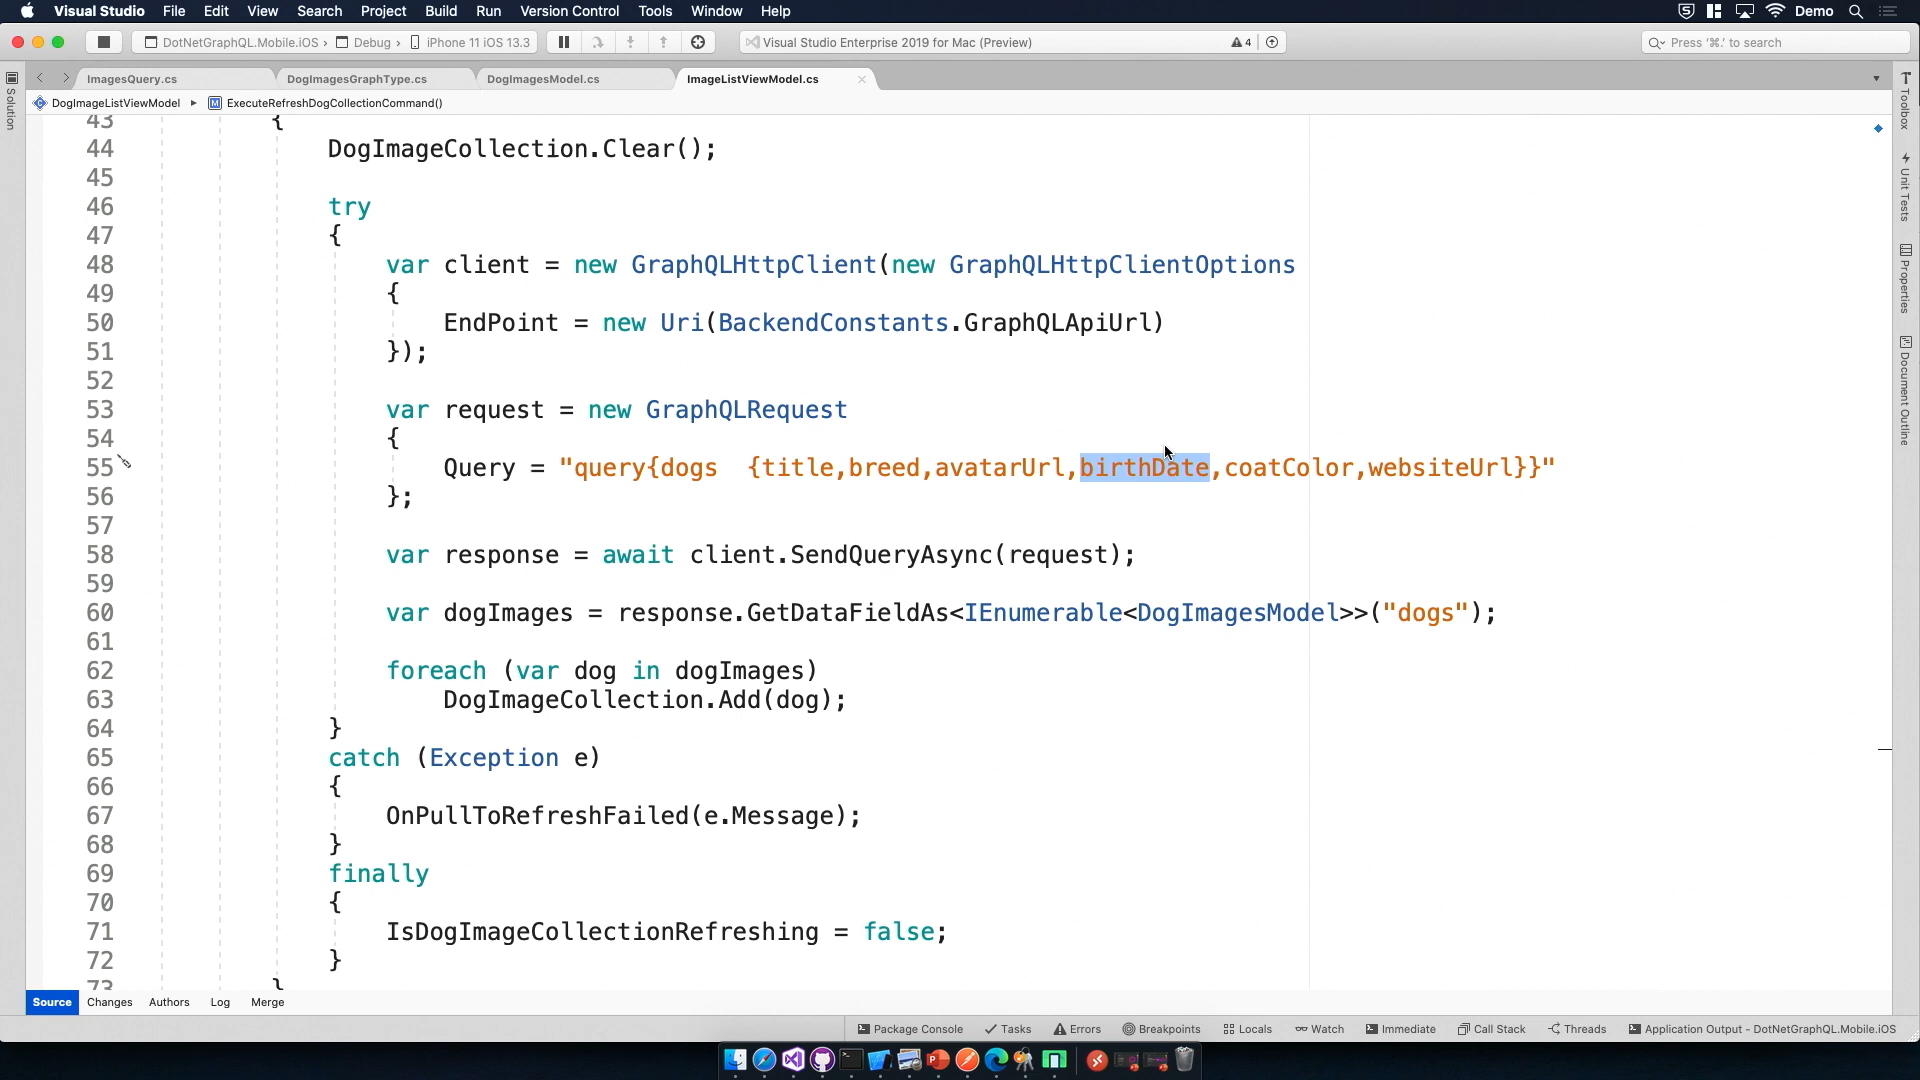 Visual Studio File Edit View Search Project Build Run Version Control Tools Window Help Demo
DotNetGraphQL.Mobile.iOS › Debug › iPhone 11 iOS 13.3 Visual Studio Enterprise 2019 for Mac (Preview) 4 Press '⌘.' to search
ImagesQuery.cs DogImagesGraphType.cs DogImagesModel.cs ImageListViewModel.cs
DogImageListViewModel ExecuteRefreshDogCollectionCommand()
Solution
Toolbox
Unit Tests
Properties
Document Outline
43 {
44 DogImageCollection.Clear();
45
46 try
47 {
48 var client = new GraphQLHttpClient(new GraphQLHttpClientOptions
49 {
50 EndPoint = new Uri(BackendConstants.GraphQLApiUrl)
51 });
52
53 var request = new GraphQLRequest
54 {
55 Query = "query{dogs  {title,breed,avatarUrl,birthDate,coatColor,websiteUrl}}"
56 };
57
58 var response = await client.SendQueryAsync(request);
59
60 var dogImages = response.GetDataFieldAs<IEnumerable<DogImagesModel>>("dogs");
61
62 foreach (var dog in dogImages)
63 DogImageCollection.Add(dog);
64 }
65 catch (Exception e)
66 {
67 OnPullToRefreshFailed(e.Message);
68 }
69 finally
70 {
71 IsDogImageCollectionRefreshing = false;
72 }
73 }
Source Changes Authors Log Merge
Package Console Tasks Errors Breakpoints Locals Watch Immediate Call Stack Threads Application Output - DotNetGraphQL.Mobile.iOS